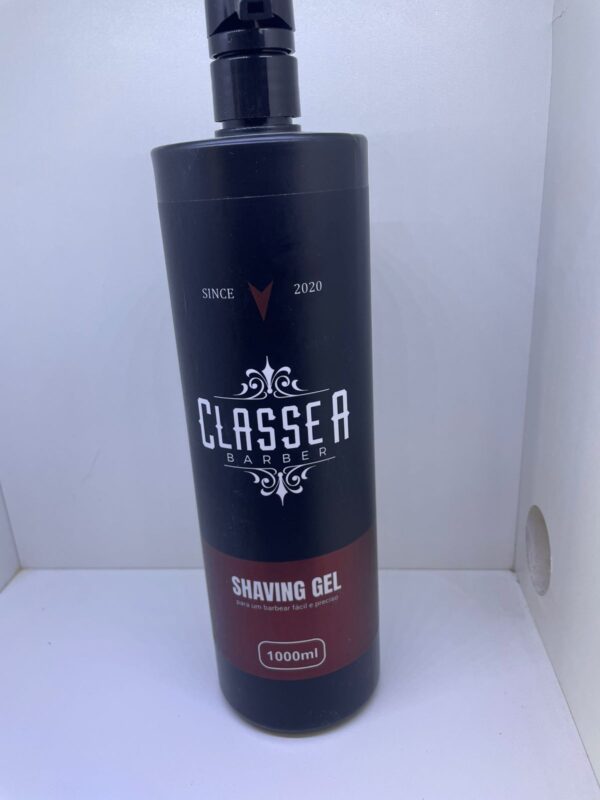 SINCE 2020
CLASSE A
BARBER
SHAVING GEL
para um barbear fácil e preciso
1000ml